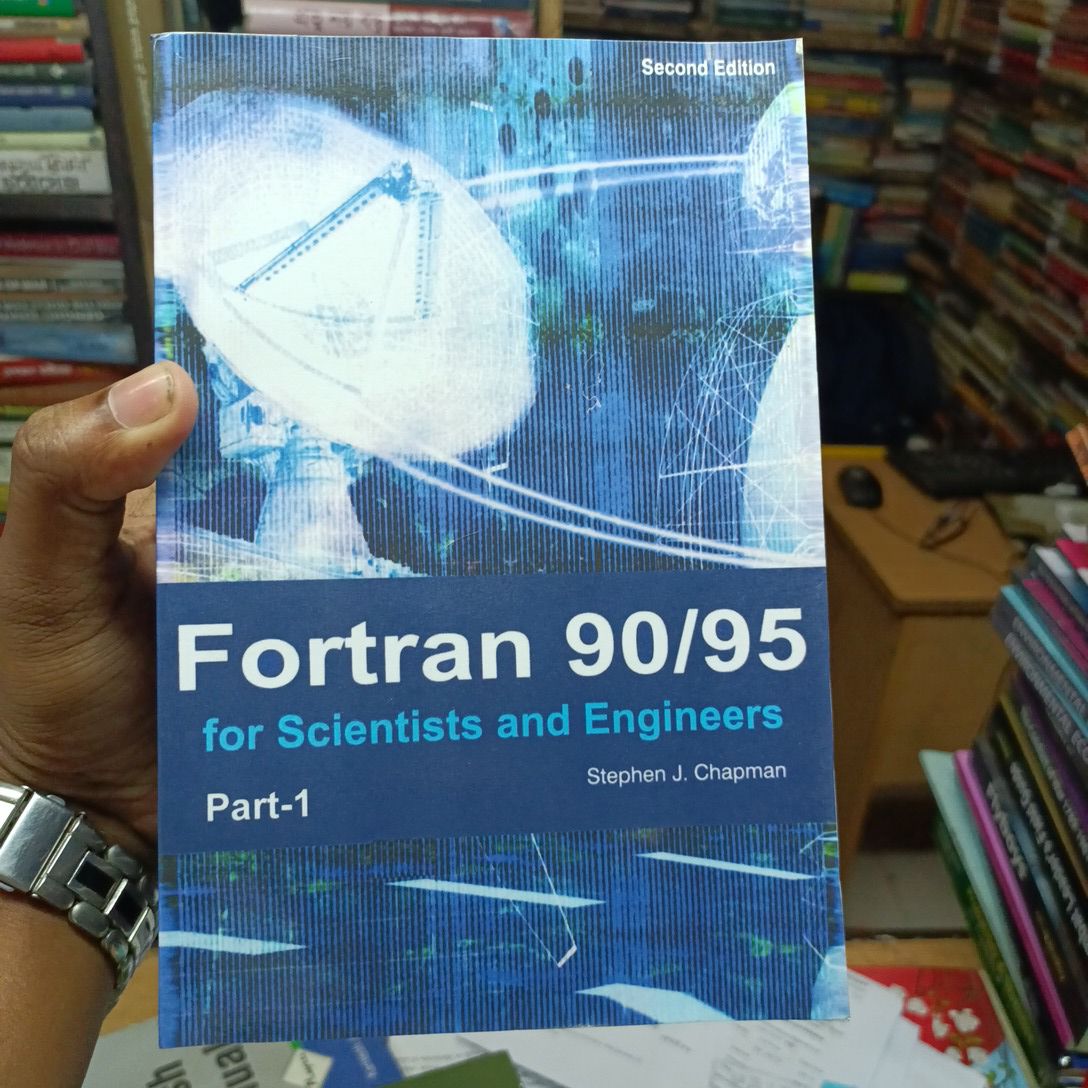 Second Edition
Fortran 90/95
for Scientists and Engineers
Stephen J. Chapman
Part-1